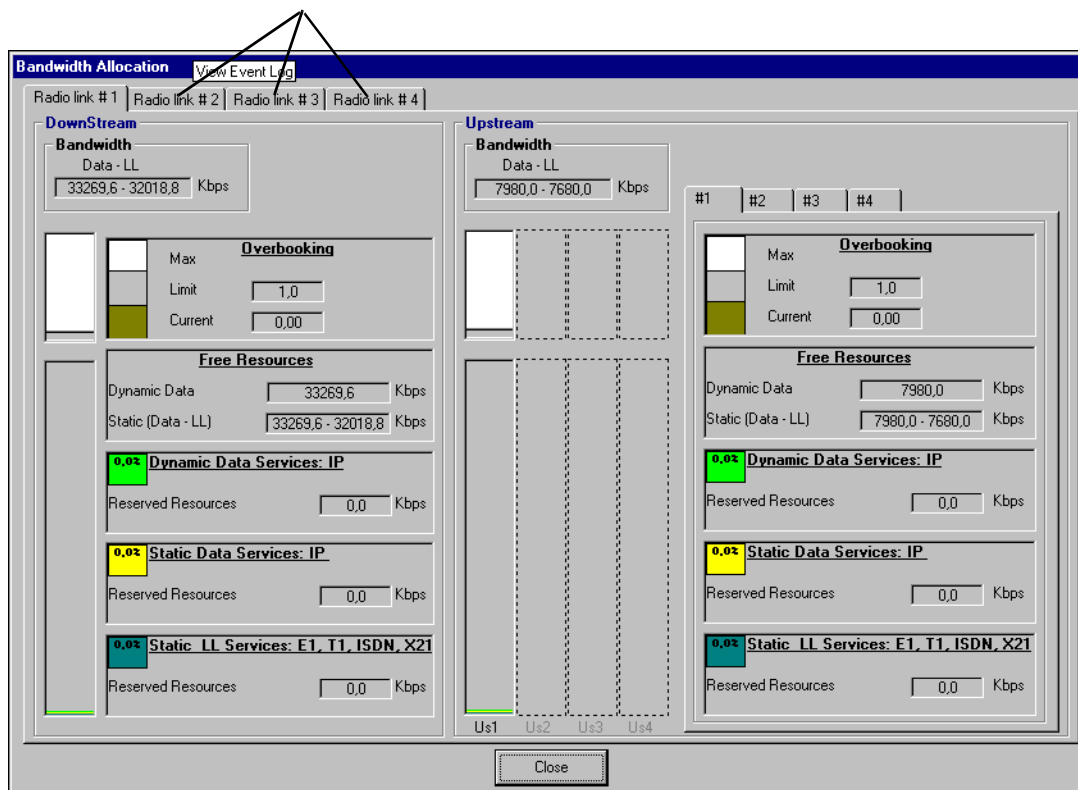 Bandwidth Allocation
View Event Log
Radio link # 1 Radio link # 2 Radio link # 3 Radio link # 4
DownStream
Bandwidth
Data - LL
33269,6 - 32018,8 Kbps
Overbooking
Max
Limit 1,0
Current 0,00
Free Resources
Dynamic Data 33269,6 Kbps
Static (Data - LL) 33269,6 - 32018,8 Kbps
0,0% Dynamic Data Services: IP
Reserved Resources 0,0 Kbps
0,0% Static Data Services: IP
Reserved Resources 0,0 Kbps
0,0% Static LL Services: E1, T1, ISDN, X21
Reserved Resources 0,0 Kbps
Upstream
Bandwidth
Data - LL
7980,0 - 7680,0 Kbps
Us1 Us2 Us3 Us4
#1 #2 #3 #4
Overbooking
Max
Limit 1,0
Current 0,00
Free Resources
Dynamic Data 7980,0 Kbps
Static (Data - LL) 7980,0 - 7680,0 Kbps
0,0% Dynamic Data Services: IP
Reserved Resources 0,0 Kbps
0,0% Static Data Services: IP
Reserved Resources 0,0 Kbps
0,0% Static LL Services: E1, T1, ISDN, X21
Reserved Resources 0,0 Kbps
Close